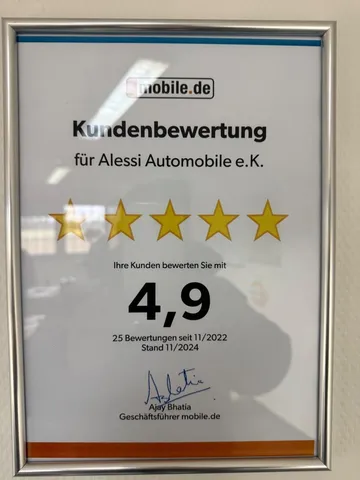 mobile.de
Kundenbewertung
für Alessi Automobile e.K.
Ihre Kunden bewerten Sie mit
4,9
25 Bewertungen seit 11/2022
Stand 11/2024
Ajay Bhatia
Geschäftsführer mobile.de